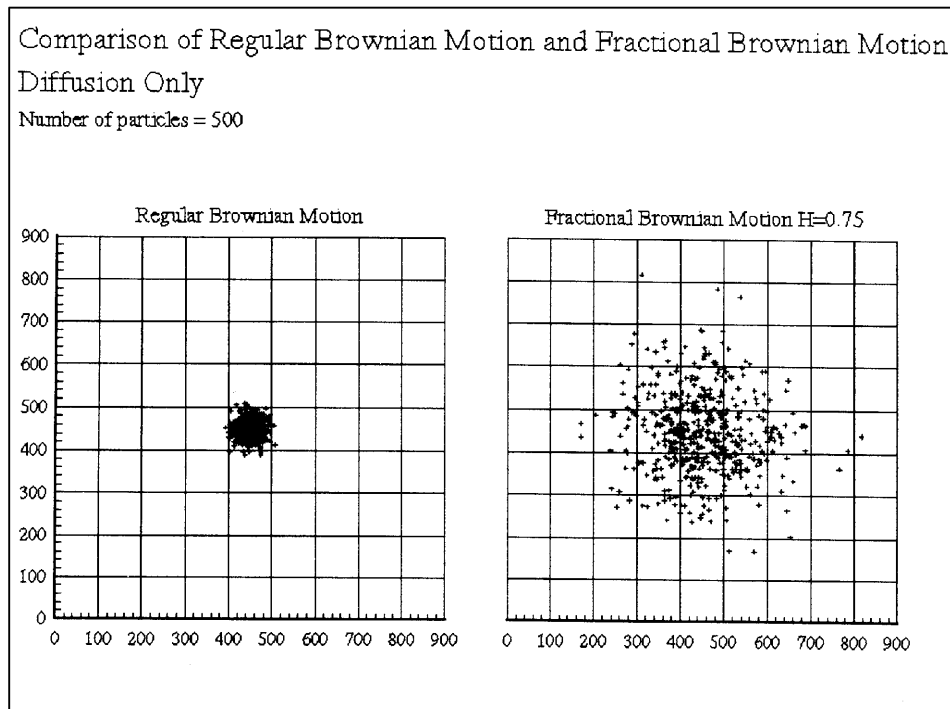 Comparison of Regular Brownian Motion and Fractional Brownian Motion
Diffusion Only
Number of particles = 500
Regular Brownian Motion
900
800
700
600
500
400
300
200
100
0
0 100 200 300 400 500 600 700 800 900
Fractional Brownian Motion H=0.75
0 100 200 300 400 500 600 700 800 900